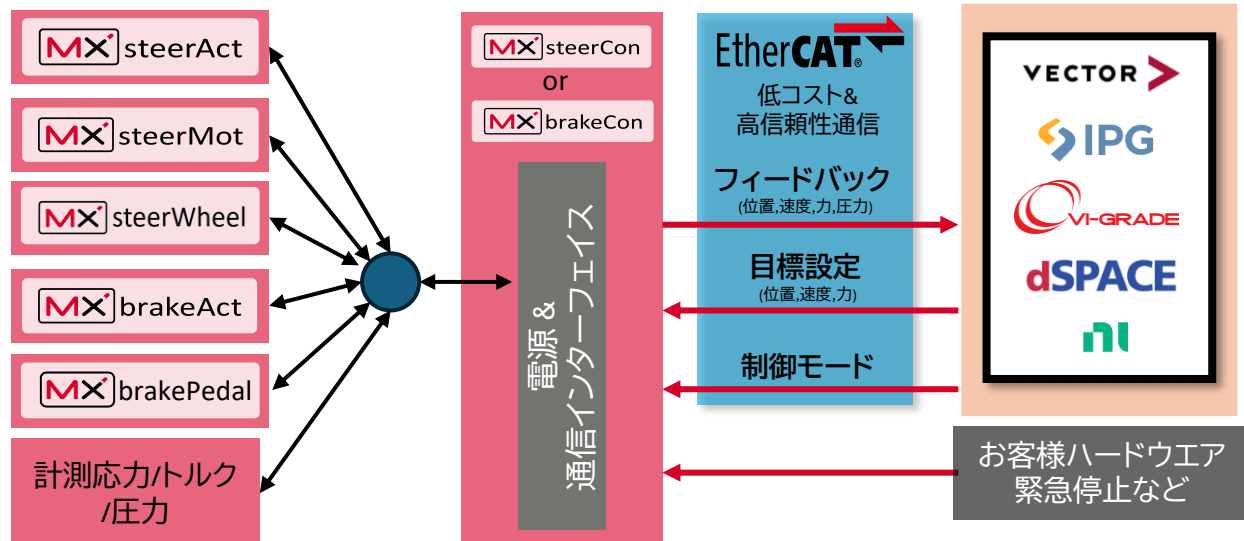 MX steerAct
MX steerMot
MX steerWheel
MX brakeAct
MX brakePedal
計測応力/トルク
/圧力
MX steerCon
or
MX brakeCon
電源 &
通信インターフェイス
EtherCAT®
低コスト&
高信頼性通信
フィードバック
(位置,速度,力,圧力)
目標設定
(位置,速度,力)
制御モード
VECTOR
IPG
VI-GRADE
dSPACE
nı
お客様ハードウエア
緊急停止など